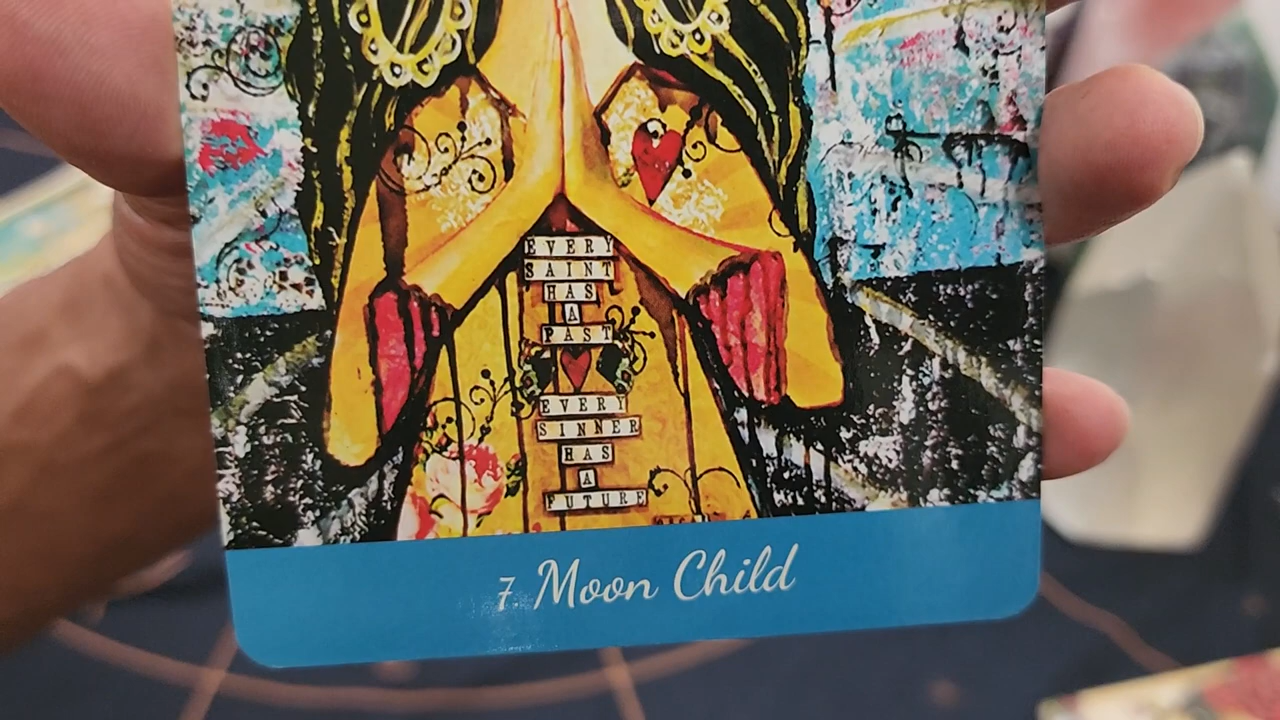 EVERY
SAINT
HAS
A
PAST
EVERY
SINNER
HAS
A
FUTURE
7 Moon Child